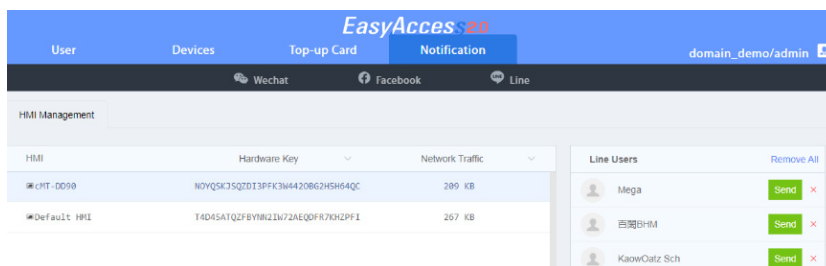 EasyAccess2.0
User Devices Top-up Card Notification domain_demo/admin
Wechat Facebook Line
HMI Management
HMI Hardware Key Network Traffic
cMT-DD90 NOYQSKJSQZDI3PFK3W442OBG2H5H64QC 209 KB
Default HMI T4D4SATQZFBYNN2IW72AEQDFR7KHZPFI 267 KB
Line Users Remove All
Mega Send
百閱BHM Send
KaowOatz Sch Send